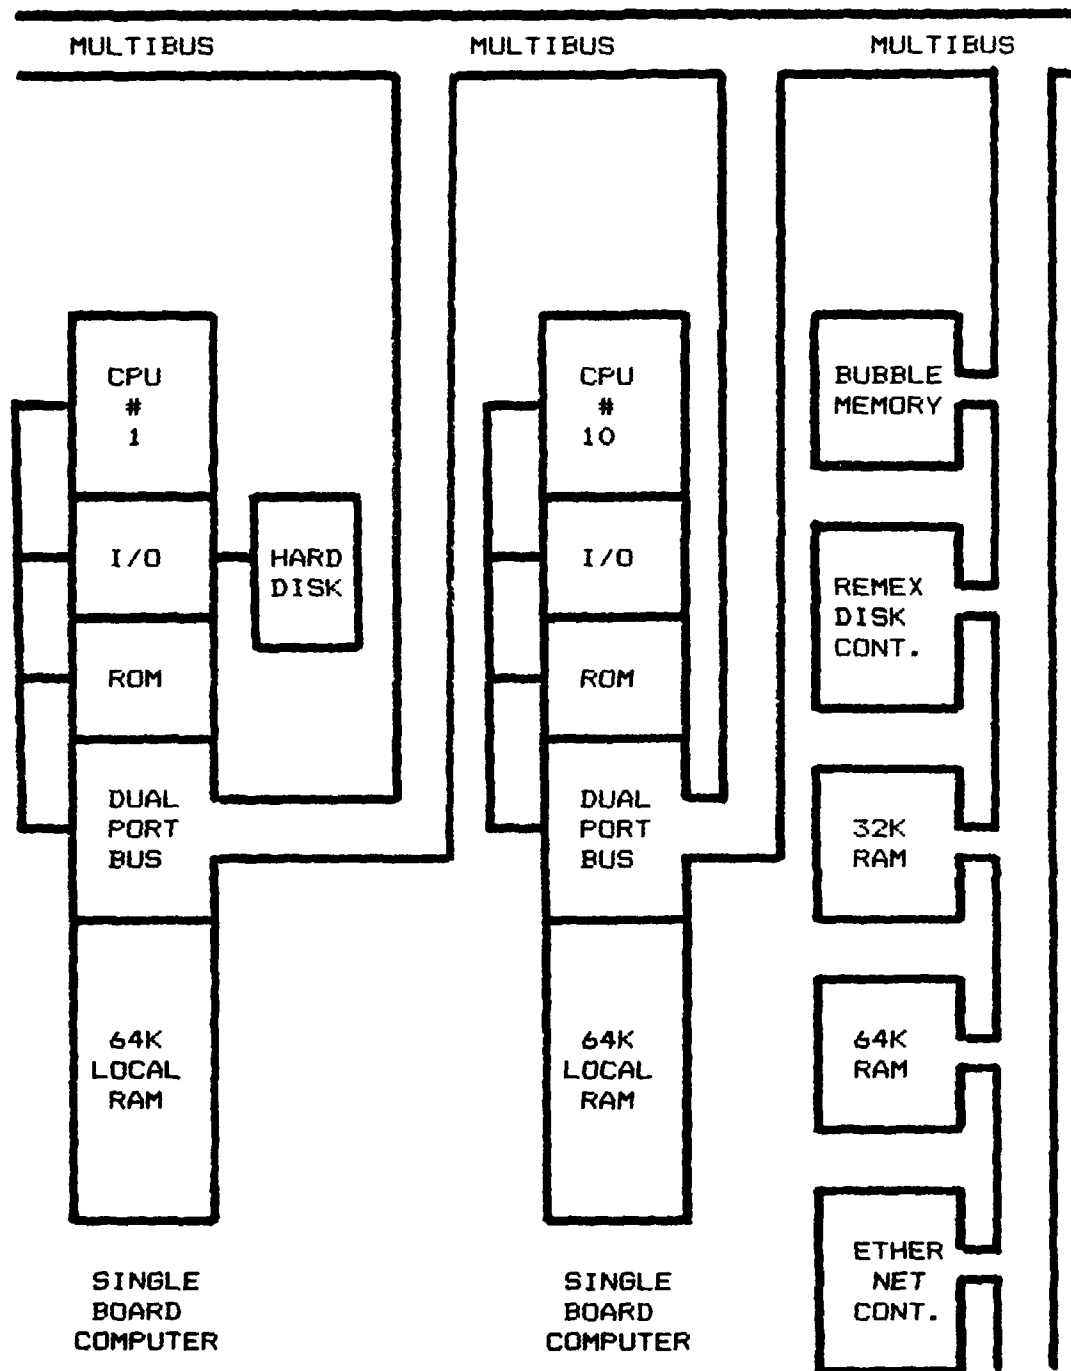 MULTIBUS
MULTIBUS
MULTIBUS
CPU
#
1
I/O
HARD
DISK
ROM
DUAL
PORT
BUS
64K
LOCAL
RAM
SINGLE
BOARD
COMPUTER
CPU
#
10
I/O
ROM
DUAL
PORT
BUS
64K
LOCAL
RAM
SINGLE
BOARD
COMPUTER
BUBBLE
MEMORY
REMEX
DISK
CONT.
32K
RAM
64K
RAM
ETHER
NET
CONT.